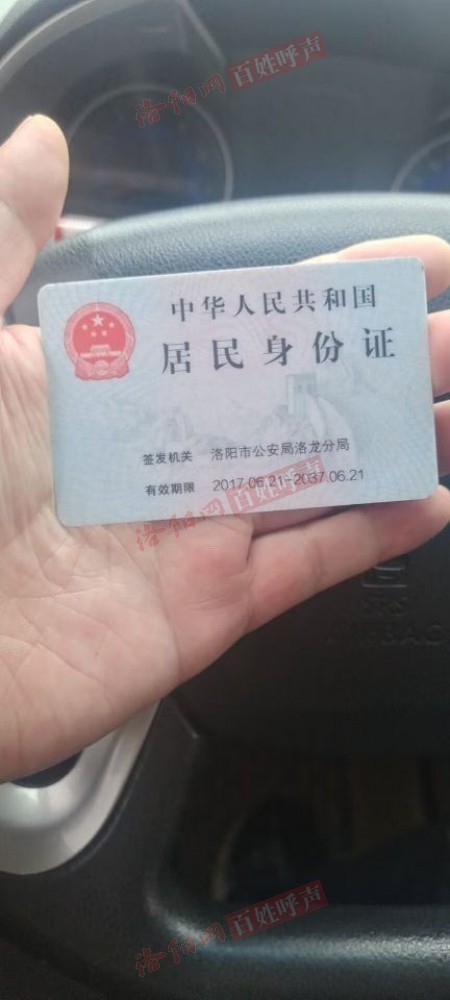 洛阳网 百姓呼声
中华人民共和国
居民身份证
签发机关 洛阳市公安局洛龙分局
有效期限 2017.06.21-2037.06.21
洛阳网 百姓呼声
SRS
AIRBAG
洛阳网 百姓呼声